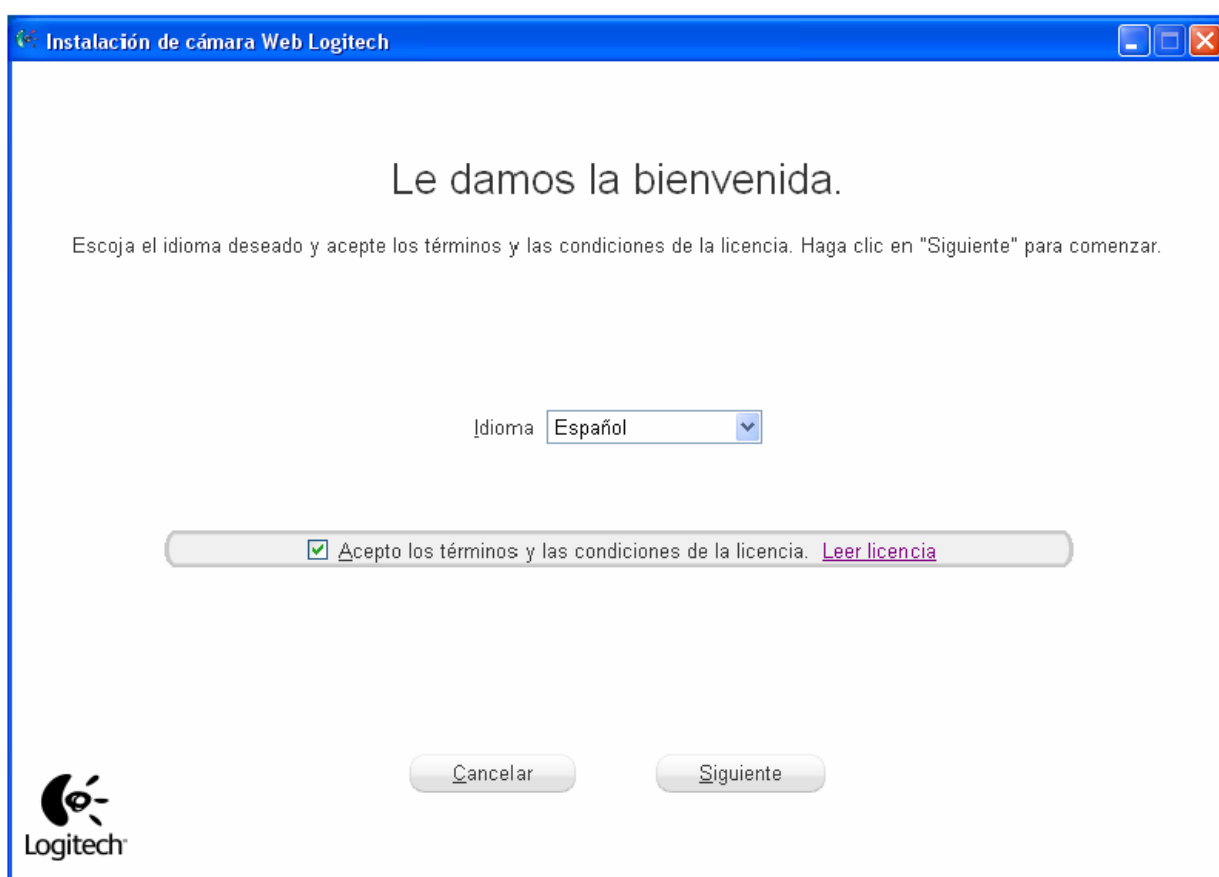 Instalación de cámara Web Logitech
Le damos la bienvenida.
Escoja el idioma deseado y acepte los términos y las condiciones de la licencia. Haga clic en "Siguiente" para comenzar.
Idioma Español
Acepto los términos y las condiciones de la licencia. Leer licencia
Cancelar Siguiente
Logitech